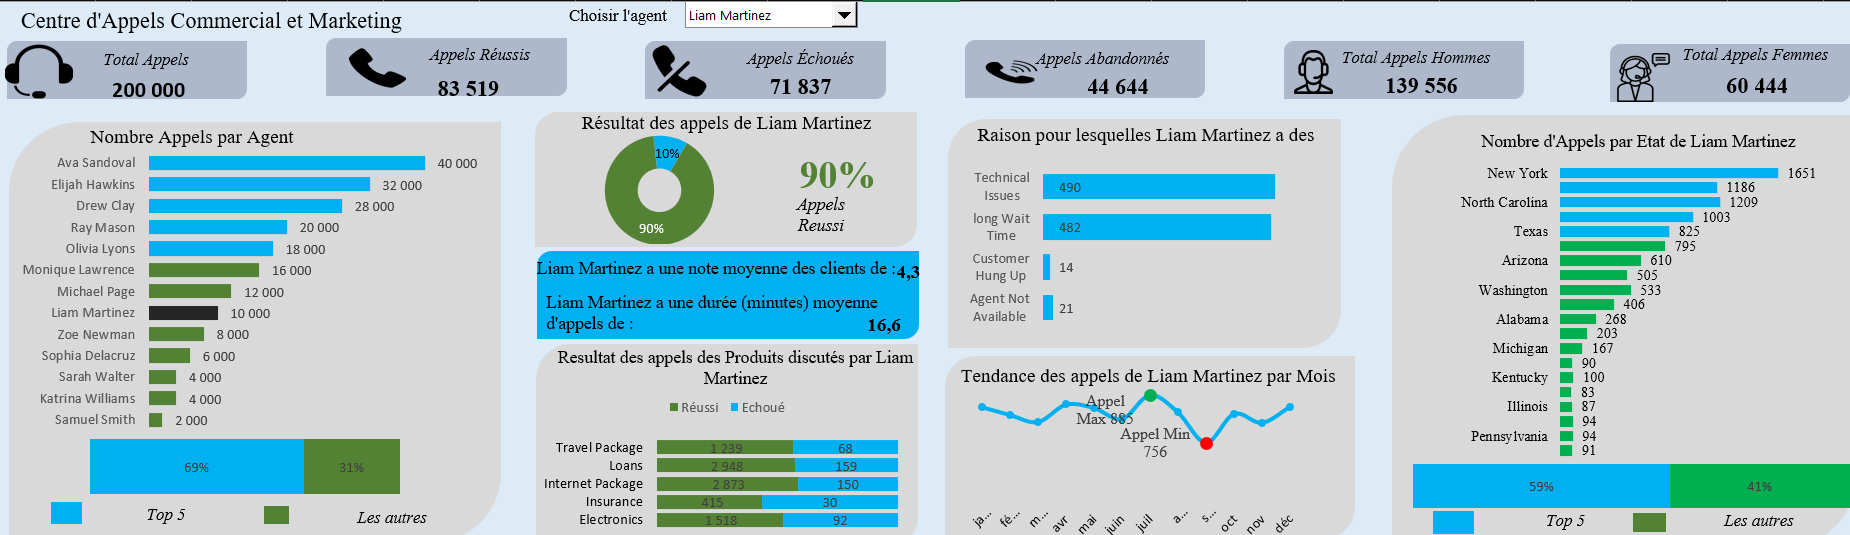 Centre d'Appels Commercial et Marketing
Choisir l'agent
Liam Martinez
Total Appels
200 000
Appels Réussis
83 519
Appels Échoués
71 837
Appels Abandonnés
44 644
Total Appels Hommes
139 556
Total Appels Femmes
60 444
Nombre Appels par Agent
Ava Sandoval 40 000
Elijah Hawkins 32 000
Drew Clay 28 000
Ray Mason 20 000
Olivia Lyons 18 000
Monique Lawrence 16 000
Michael Page 12 000
Liam Martinez 10 000
Zoe Newman 8 000
Sophia Delacruz 6 000
Sarah Walter 4 000
Katrina Williams 4 000
Samuel Smith 2 000
69% 31%
Top 5 Les autres
Résultat des appels de Liam Martinez
10%
90%
90%
Appels
Reussi
Liam Martinez a une note moyenne des clients de : 4,3
Liam Martinez a une durée (minutes) moyenne
d'appels de : 16,6
Resultat des appels des Produits discutés par Liam
Martinez
Réussi Echoué
Travel Package 1 239 68
Loans 2 948 159
Internet Package 2 873 150
Insurance 415 30
Electronics 1 518 92
Raison pour lesquelles Liam Martinez a des
Technical
Issues
490
long Wait
Time
482
Customer
Hung Up
14
Agent Not
Available
21
Tendance des appels de Liam Martinez par Mois
Appel
Max 885
Appel Min
756
ja... fé... m... avr mai juin juil a... s... oct nov déc
Nombre d'Appels par Etat de Liam Martinez
New York 1651
1186
North Carolina 1209
1003
Texas 825
795
Arizona 610
505
Washington 533
406
Alabama 268
203
Michigan 167
90
Kentucky 100
83
Illinois 87
94
Pennsylvania 94
91
59% 41%
Top 5 Les autres